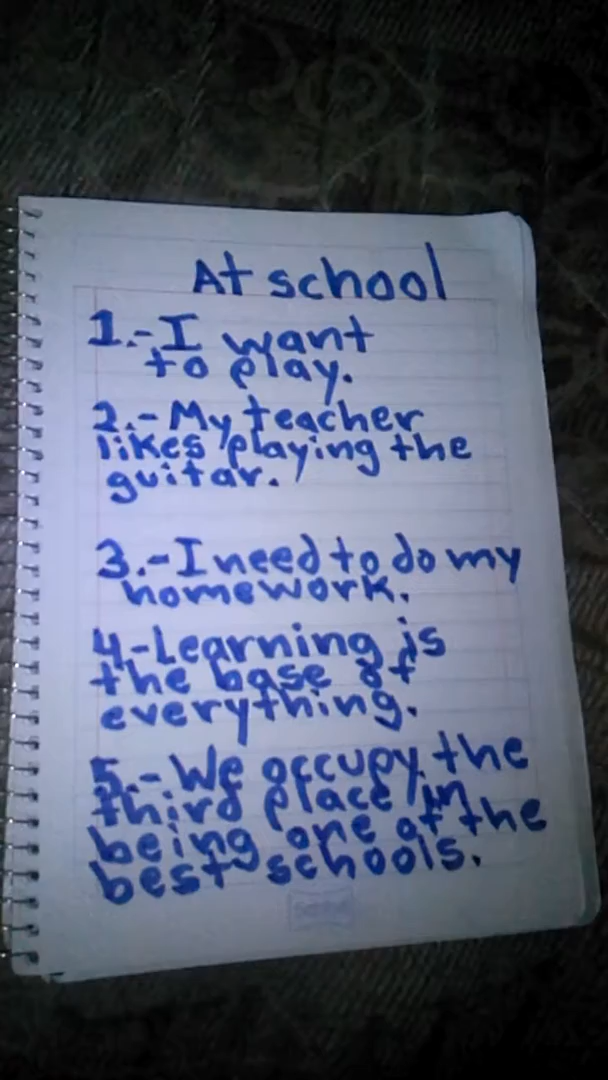 At school
1.-I want
to play.
2.-My teacher
likes playing the
guitar.
3.-I need to do my
homework.
4-Learning is
the base of
everything.
5.-We occupy the
third place in
being one of the
best schools.